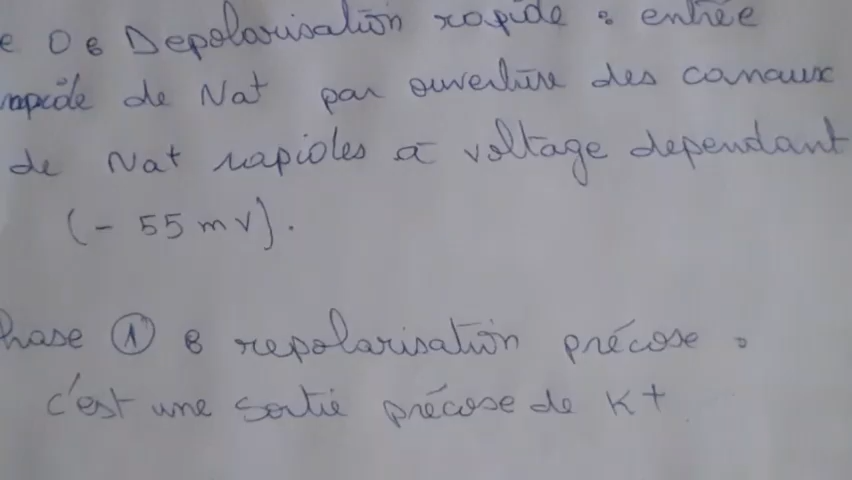 e 0 : Depolarisation rapide : entrée
rapide de Na+ par ouverture des canaux
de Na+ rapides a voltage dependant
(- 55 mV).
Phase ① : repolarisation précose :
c'est une sortie précose de K+